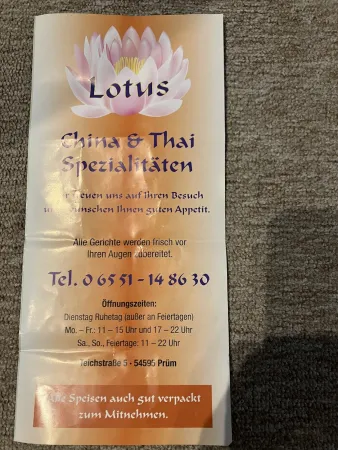 Lotus
China & Thai
Spezialitäten
freuen uns auf Ihren Besuch
wünschen Ihnen guten Appetit.
Alle Gerichte werden frisch vor
Ihren Augen zubereitet.
Tel. 0 65 51 - 14 86 30
Öffnungszeiten:
Dienstag Ruhetag (außer an Feiertagen)
Mo. – Fr.: 11 – 15 Uhr und 17 – 22 Uhr
Sa., So., Feiertage: 11 – 22 Uhr
Teichstraße 5 · 54595 Prüm
Speisen auch gut verpackt
zum Mitnehmen.